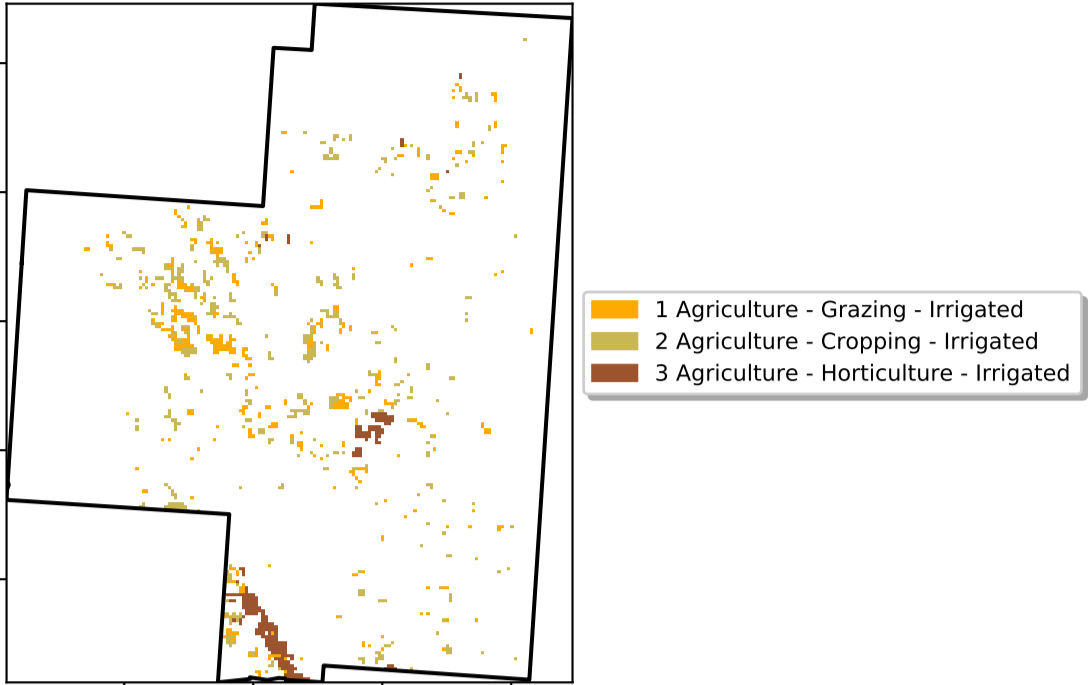 1 Agriculture - Grazing - Irrigated
2 Agriculture - Cropping - Irrigated
3 Agriculture - Horticulture - Irrigated